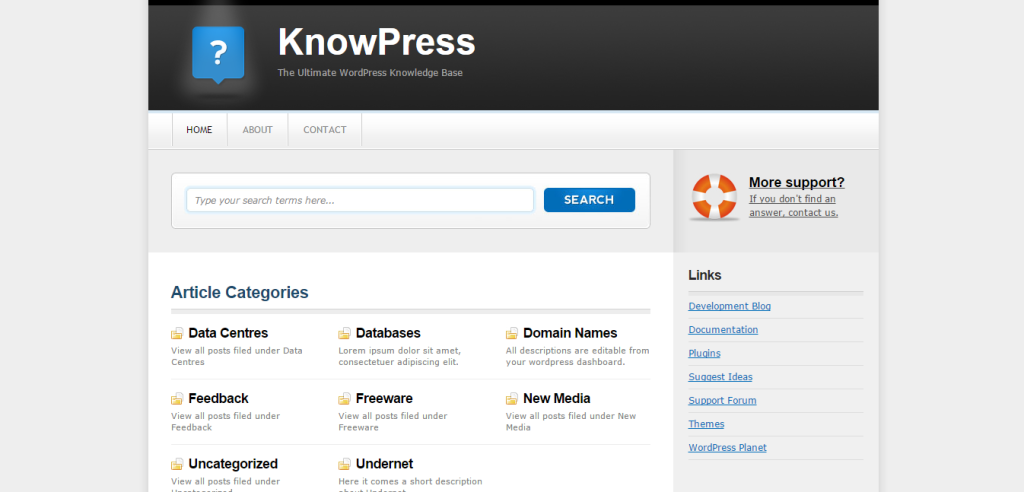 ?
KnowPress
The Ultimate WordPress Knowledge Base
HOME
ABOUT
CONTACT
Type your search terms here...
SEARCH
More support?
If you don't find an
answer, contact us.
Article Categories
Data Centres
View all posts filed under Data
Centres
Databases
Lorem ipsum dolor sit amet,
consectetuer adipiscing elit.
Domain Names
All descriptions are editable from
your wordpress dashboard.
Feedback
View all posts filed under
Feedback
Freeware
View all posts filed under
Freeware
New Media
View all posts filed under New
Media
Uncategorized
View all posts filed under
Uncategorized
Undernet
Here it comes a short description
about Undernet
Links
Development Blog
Documentation
Plugins
Suggest Ideas
Support Forum
Themes
WordPress Planet